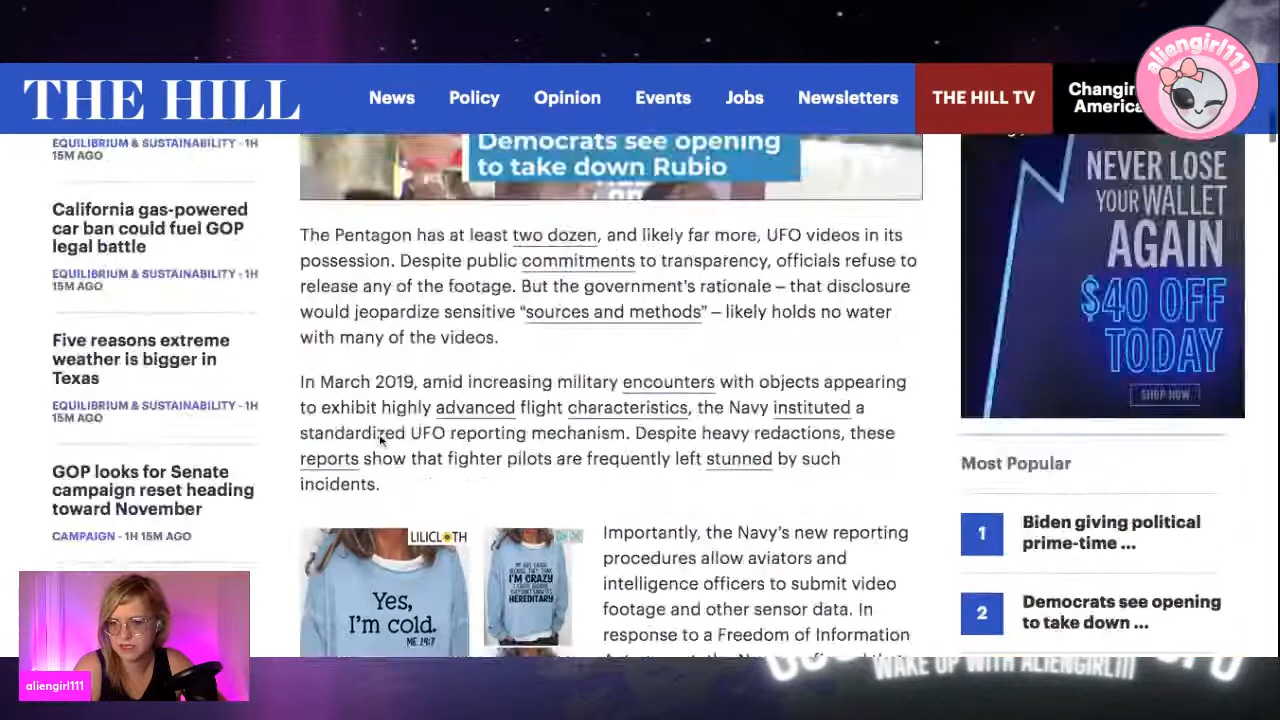 aliengirl111
THE HILL
News
Policy
Opinion
Events
Jobs
Newsletters
THE HILL TV
Changin
America
EQUILIBRIUM & SUSTAINABILITY - 1H
15M AGO
California gas-powered
car ban could fuel GOP
legal battle
EQUILIBRIUM & SUSTAINABILITY - 1H
15M AGO
Five reasons extreme
weather is bigger in
Texas
EQUILIBRIUM & SUSTAINABILITY - 1H
15M AGO
GOP looks for Senate
campaign reset heading
toward November
CAMPAIGN - 1H 15M AGO
Democrats see opening
to take down Rubio
The Pentagon has at least two dozen, and likely far more, UFO videos in its
possession. Despite public commitments to transparency, officials refuse to
release any of the footage. But the government's rationale – that disclosure
would jeopardize sensitive “sources and methods” – likely holds no water
with many of the videos.
In March 2019, amid increasing military encounters with objects appearing
to exhibit highly advanced flight characteristics, the Navy instituted a
standardized UFO reporting mechanism. Despite heavy redactions, these
reports show that fighter pilots are frequently left stunned by such
incidents.
LILICLOTH
Yes,
I'm cold.
ME 24:7
I'M CRAZY
HEREDITARY
Importantly, the Navy's new reporting
procedures allow aviators and
intelligence officers to submit video
footage and other sensor data. In
response to a Freedom of Information
NEVER LOSE
YOUR WALLET
AGAIN
$40 OFF
TODAY
SHOP NOW
Most Popular
1
Biden giving political
prime-time ...
2
Democrats see opening
to take down ...
aliengirl111
WAKE UP WITH ALIENGIRL111